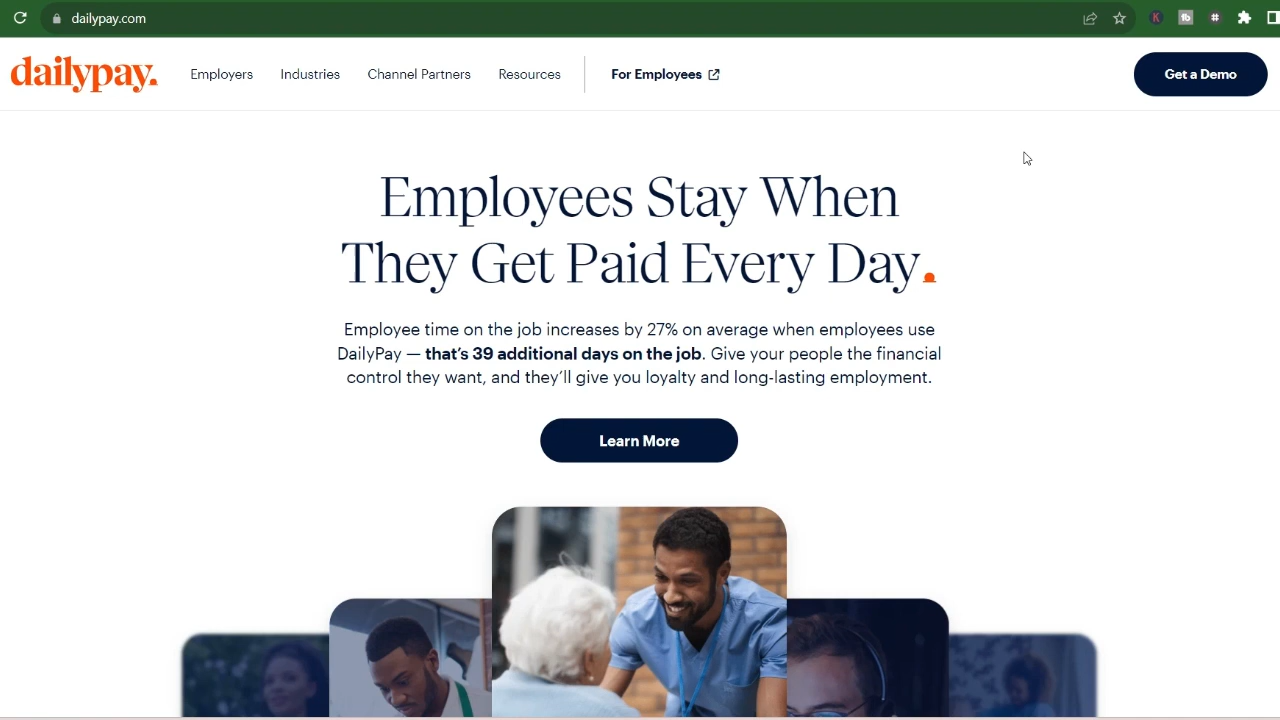 dailypay.com
K
tb
#
dailypay.
Employers
Industries
Channel Partners
Resources
For Employees
Get a Demo
Employees Stay When
They Get Paid Every Day.
Employee time on the job increases by 27% on average when employees use
DailyPay — that's 39 additional days on the job. Give your people the financial
control they want, and they'll give you loyalty and long-lasting employment.
Learn More